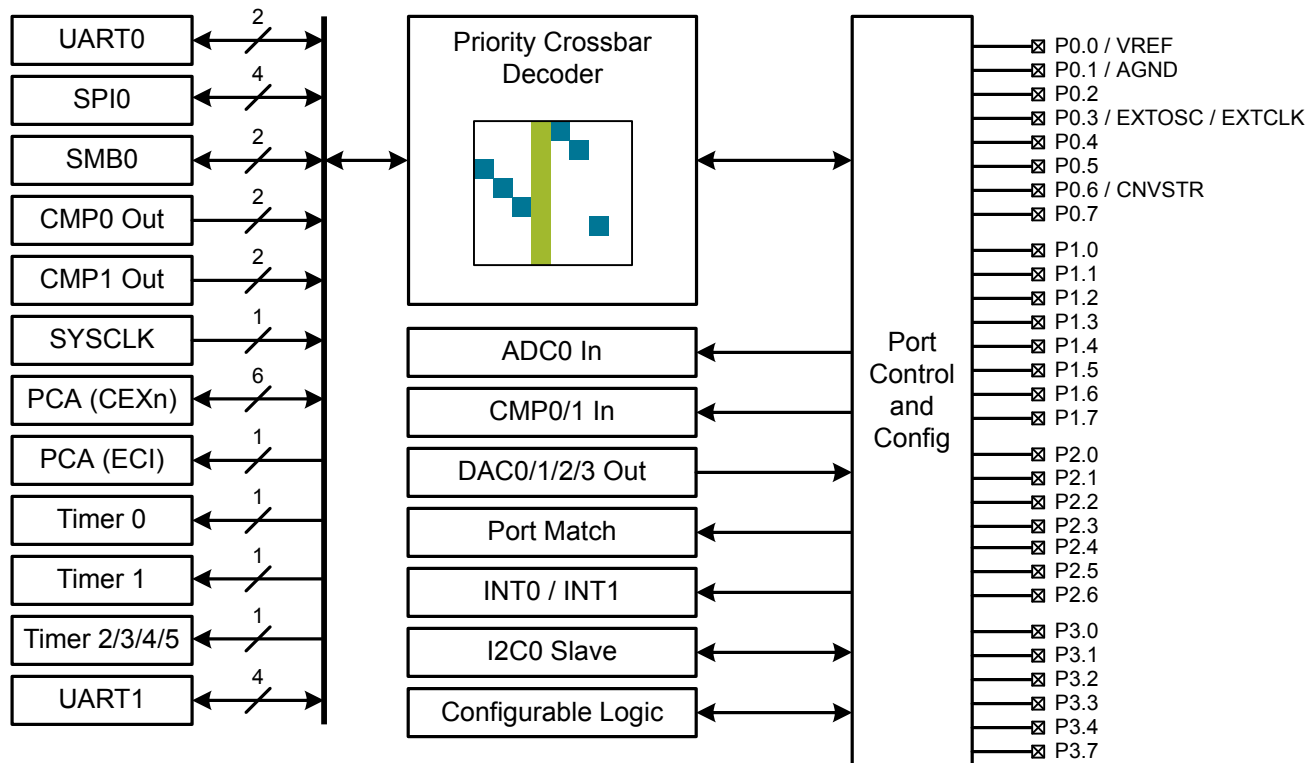 UART0
2
SPI0
4
SMB0
2
CMP0 Out
2
CMP1 Out
2
SYSCLK
1
PCA (CEXn)
6
PCA (ECI)
1
Timer 0
1
Timer 1
1
Timer 2/3/4/5
1
UART1
4
Priority Crossbar
Decoder
ADC0 In
CMP0/1 In
DAC0/1/2/3 Out
Port Match
INT0 / INT1
I2C0 Slave
Configurable Logic
Port
Control
and
Config
P0.0 / VREF
P0.1 / AGND
P0.2
P0.3 / EXTOSC / EXTCLK
P0.4
P0.5
P0.6 / CNVSTR
P0.7
P1.0
P1.1
P1.2
P1.3
P1.4
P1.5
P1.6
P1.7
P2.0
P2.1
P2.2
P2.3
P2.4
P2.5
P2.6
P3.0
P3.1
P3.2
P3.3
P3.4
P3.7